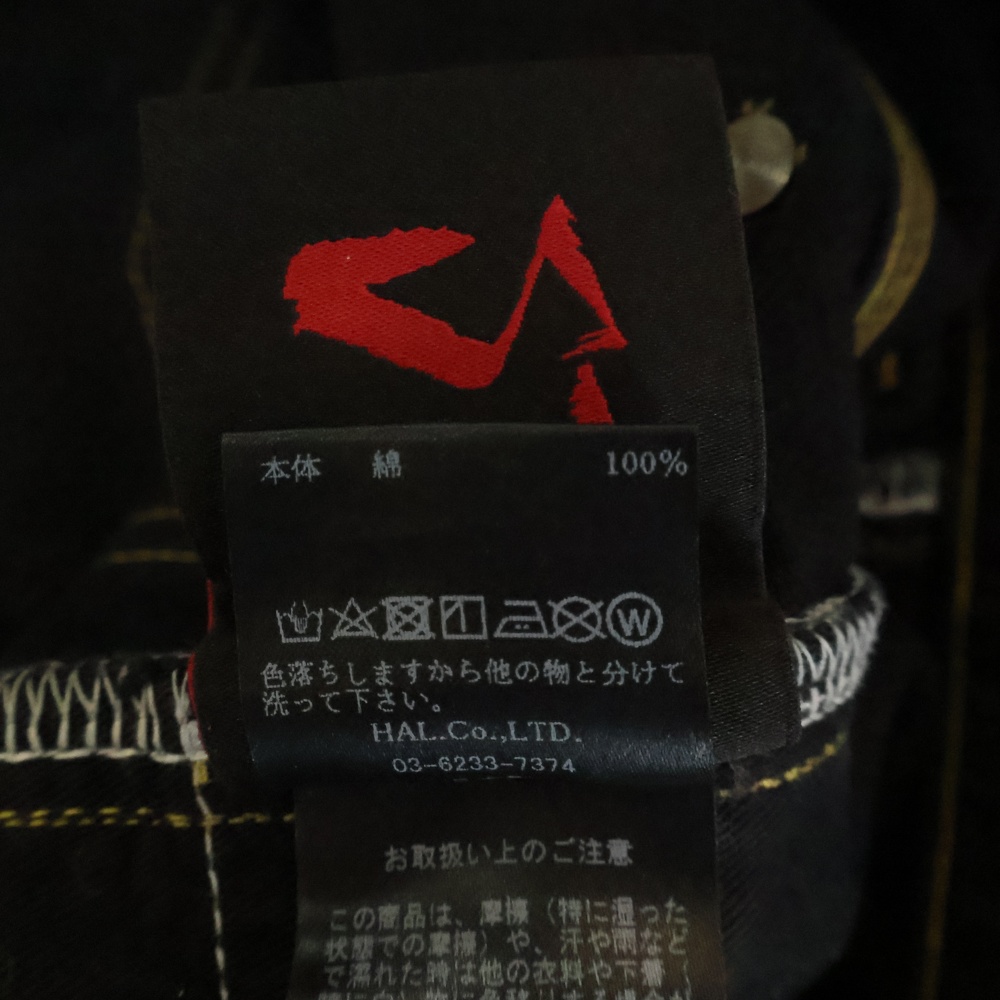 本体 綿 100%
W
色落ちしますから他の物と分けて
洗って下さい。
HAL.Co.,LTD.
03-6233-7374
お取扱い上のご注意
この商品は、摩擦（特に湿った
状態での摩擦）や、汗や雨など
で濡れた時は他の衣料や下着（